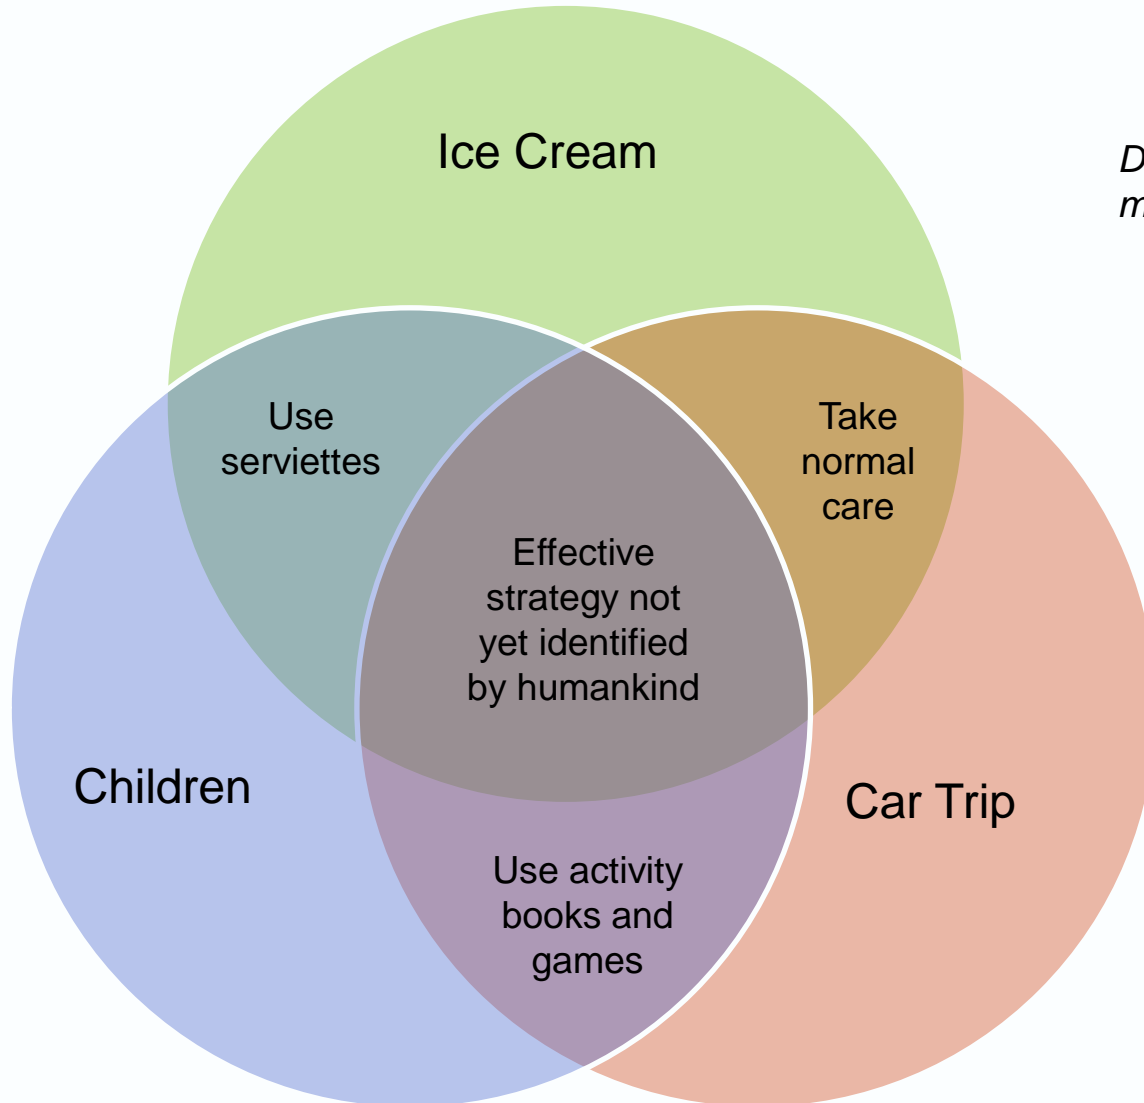 Ice Cream
D
m
Use
serviettes
Take
normal
care
Effective
strategy not
yet identified
by humankind
Children
Car Trip
Use activity
books and
games